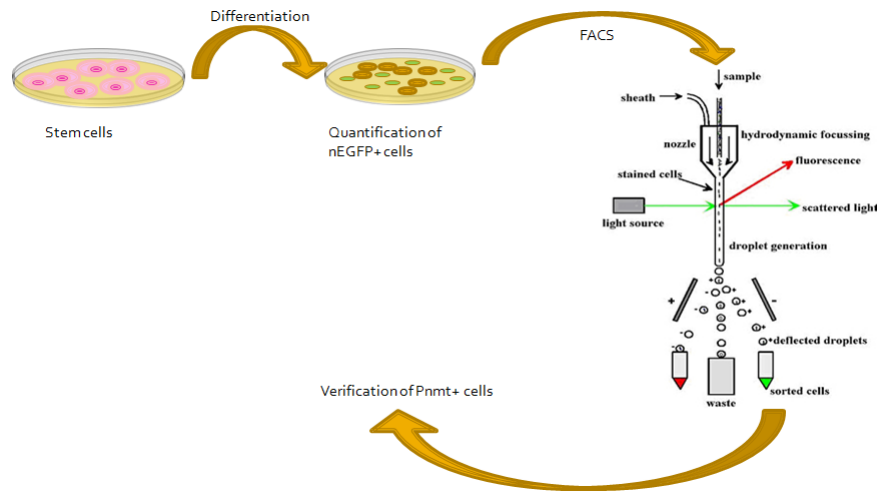 Differentiation
FACS
Stem cells
Quantification of
nEGFP+ cells
sample
sheath
nozzle
hydrodynamic focussing
fluorescence
stained cells
scattered light
light source
droplet generation
+
-
deflected droplets
sorted cells
waste
Verification of Pnmt+ cells